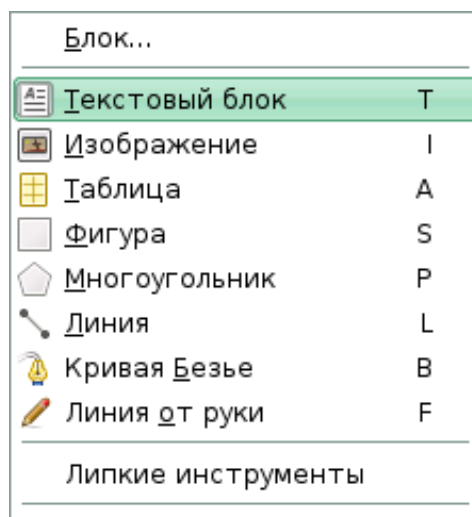 Блок...
Текстовый блок T
Изображение I
Таблица A
Фигура S
Многоугольник P
Линия L
Кривая Безье B
Линия от руки F
Липкие инструменты